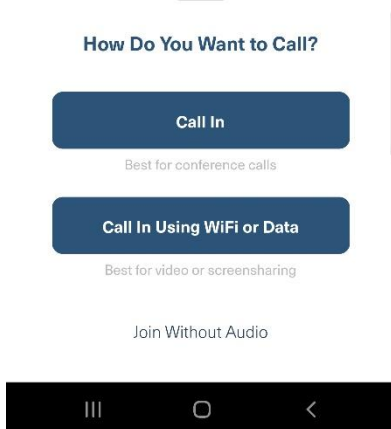 How Do You Want to Call?
Call In
Best for conference calls
Call In Using WiFi or Data
Best for video or screensharing
Join Without Audio